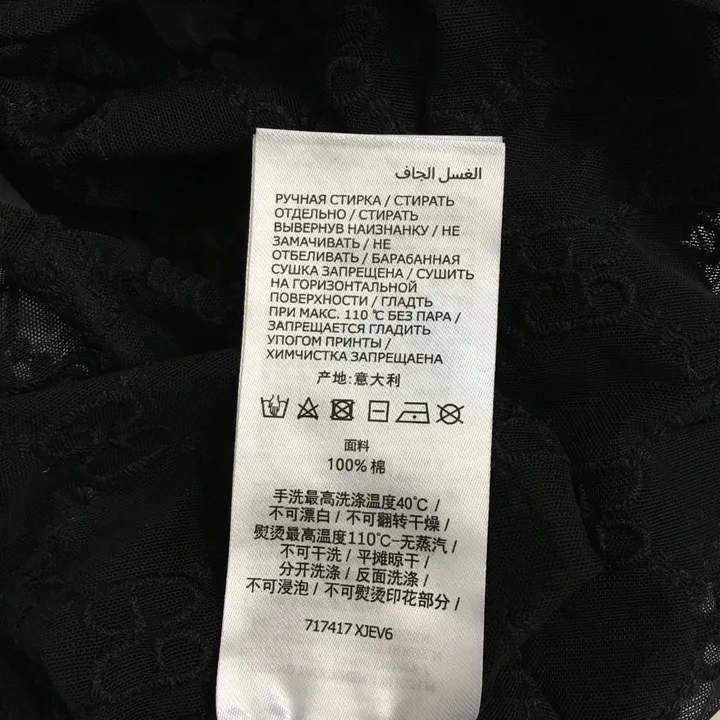 الغسل الجاف
РУЧНАЯ СТИРКА / СТИРАТЬ
ОТДЕЛЬНО / СТИРАТЬ
ВЫВЕРНУВ НАИЗНАНКУ / НЕ
ЗАМАЧИВАТЬ / НЕ
ОТБЕЛИВАТЬ / БАРАБАННАЯ
СУШКА ЗАПРЕЩЕНА / СУШИТЬ
НА ГОРИЗОНТАЛЬНОЙ
ПОВЕРХНОСТИ / ГЛАДТЬ
ПРИ МАКС. 110 °C БЕЗ ПАРА /
ЗАПРЕЩАЕТСЯ ГЛАДИТЬ
УПОГОМ ПРИНТЫ /
ХИМЧИСТКА ЗАПРЕЩАЕНА
产地:意大利
面料
100% 棉
手洗最高洗涤温度40℃ /
不可漂白 / 不可翻转干燥 /
熨烫最高温度110℃-无蒸汽 /
不可干洗 / 平摊晾干 /
分开洗涤 / 反面洗涤 /
不可浸泡 / 不可熨烫印花部分 /
717417 XJEV6